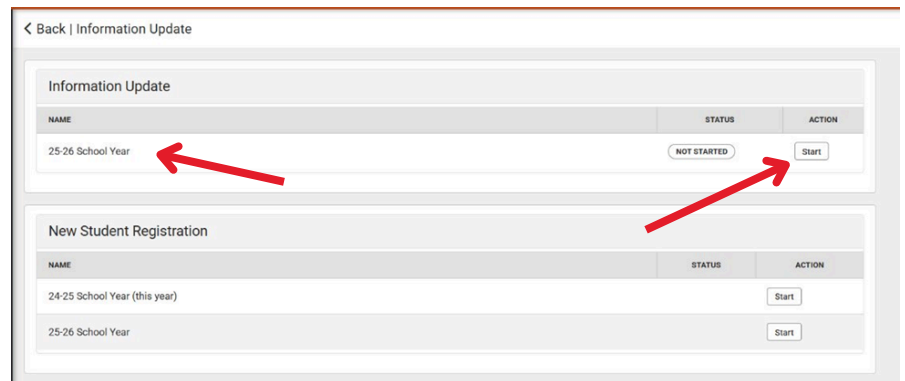 Back | Information Update
Information Update
NAME STATUS ACTION
25-26 School Year NOT STARTED Start
New Student Registration
NAME STATUS ACTION
24-25 School Year (this year) Start
25-26 School Year Start